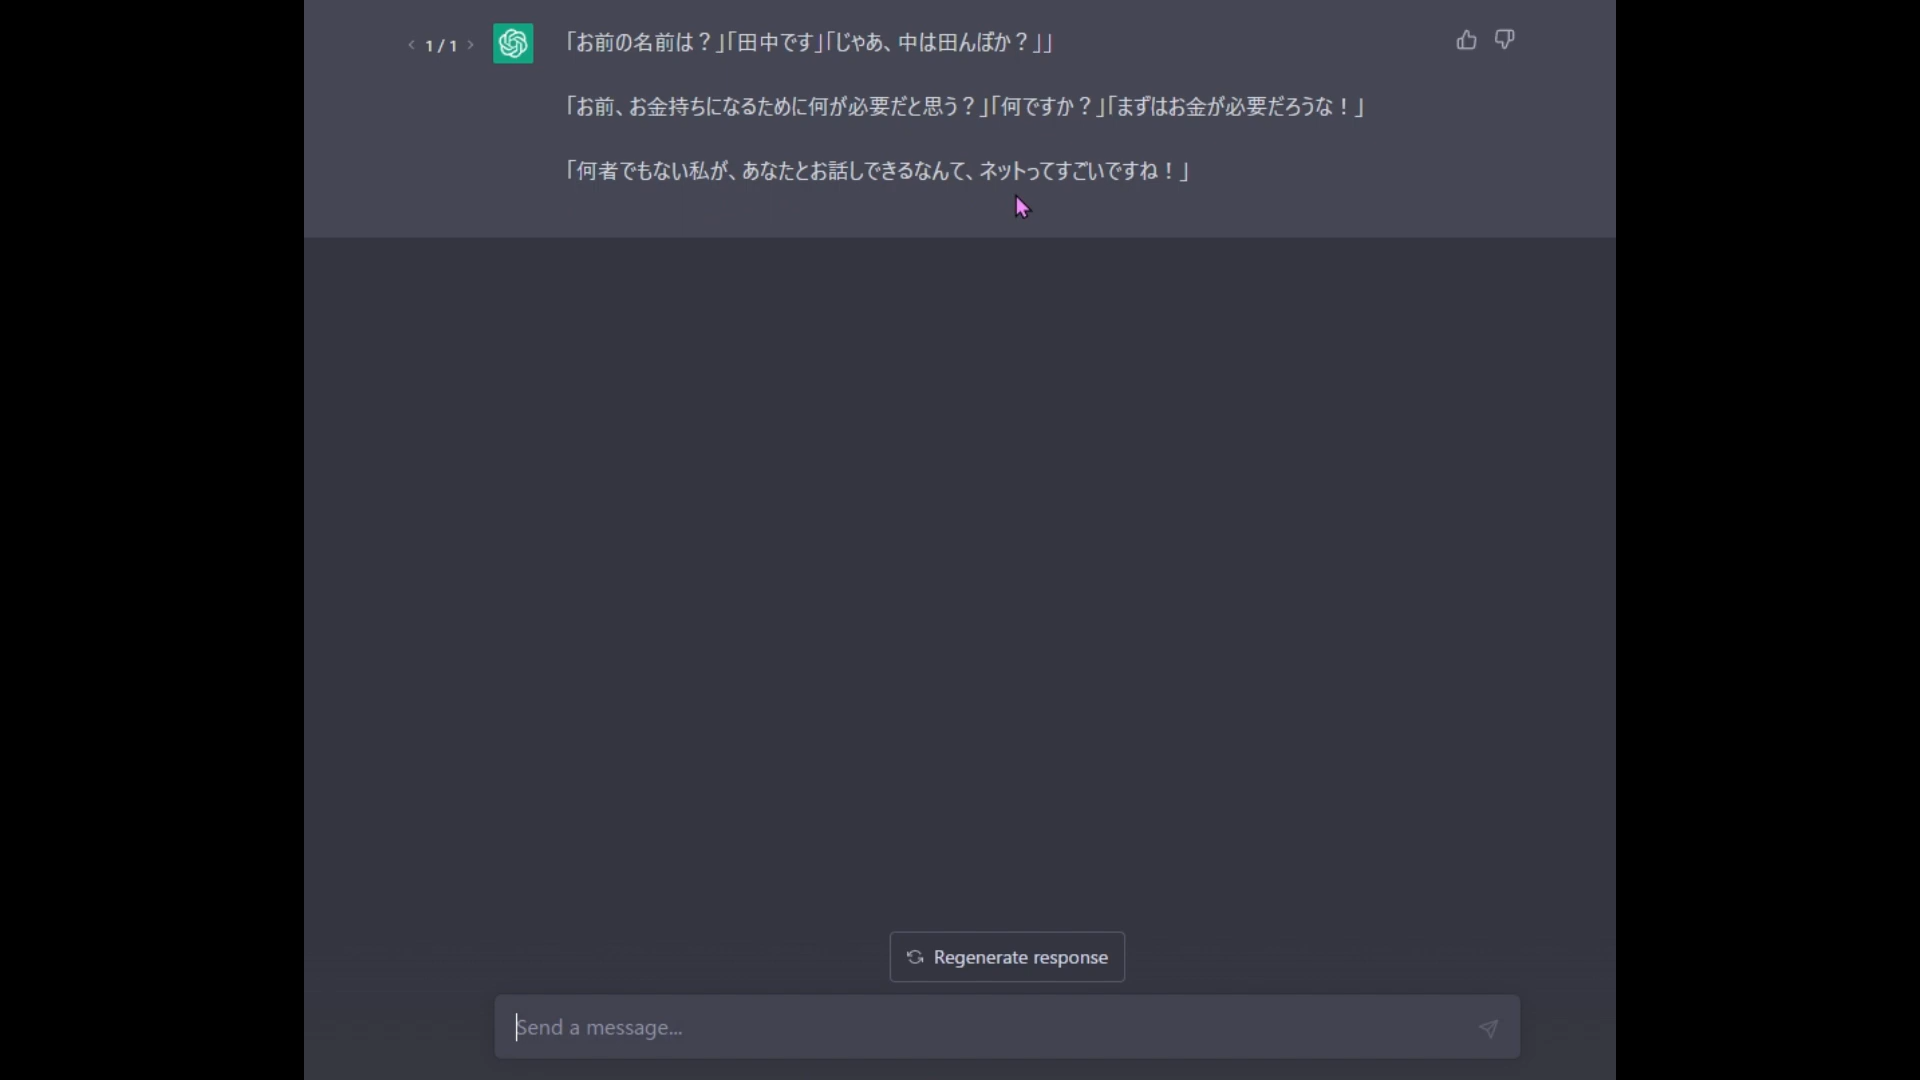 < 1 / 1 >
「お前の名前は？」「田中です」「じゃあ、中は田んぼか？」」
「お前、お金持ちになるために何が必要だと思う？」「何ですか？」「まずはお金が必要だろうな！」
「何者でもない私が、あなたとお話しできるなんて、ネットってすごいですね！」
Regenerate response
Send a message...